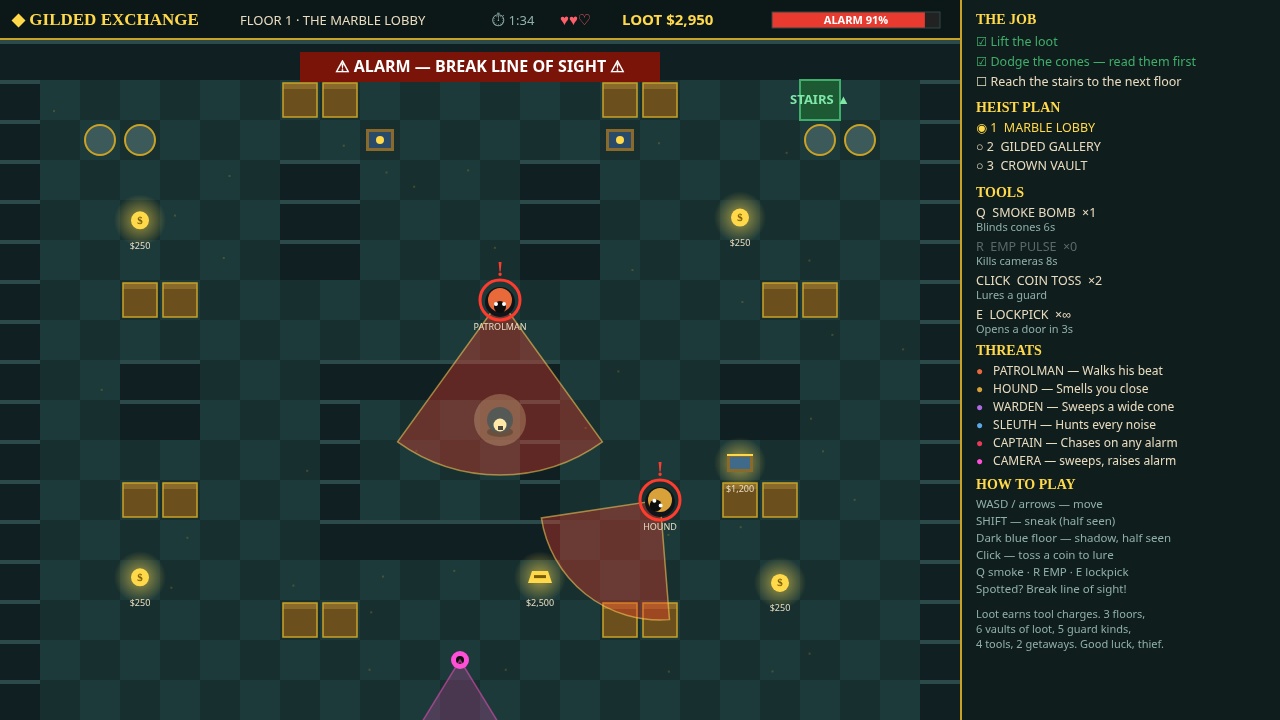 ◆ GILDED EXCHANGE
FLOOR 1 · THE MARBLE LOBBY
⏱ 1:34
♥♥♡
LOOT $2,950
ALARM 91%
⚠ ALARM — BREAK LINE OF SIGHT ⚠
STAIRS ▲
$
$250
$
$250
!
PATROLMAN
$1,200
!
HOUND
$
$250
$2,500
$
$250
THE JOB
☑ Lift the loot
☑ Dodge the cones — read them first
☐ Reach the stairs to the next floor
HEIST PLAN
◉ 1 MARBLE LOBBY
○ 2 GILDED GALLERY
○ 3 CROWN VAULT
TOOLS
Q SMOKE BOMB ×1
Blinds cones 6s
R EMP PULSE ×0
Kills cameras 8s
CLICK COIN TOSS ×2
Lures a guard
E LOCKPICK ×∞
Opens a door in 3s
THREATS
● PATROLMAN — Walks his beat
● HOUND — Smells you close
● WARDEN — Sweeps a wide cone
● SLEUTH — Hunts every noise
● CAPTAIN — Chases on any alarm
● CAMERA — sweeps, raises alarm
HOW TO PLAY
WASD / arrows — move
SHIFT — sneak (half seen)
Dark blue floor — shadow, half seen
Click — toss a coin to lure
Q smoke · R EMP · E lockpick
Spotted? Break line of sight!
Loot earns tool charges. 3 floors,
6 vaults of loot, 5 guard kinds,
4 tools, 2 getaways. Good luck, thief.